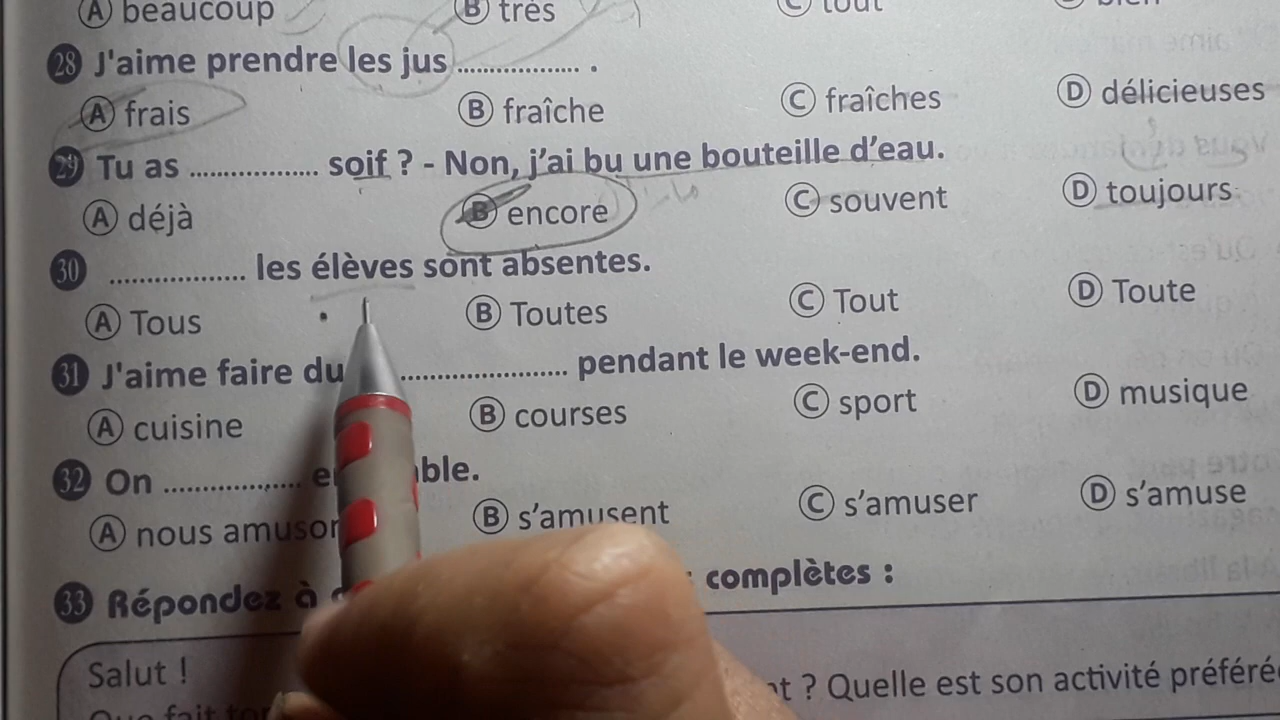 A beaucoup B très C tout D bien
28 J'aime prendre les jus .................. .
A frais B fraîche C fraîches D délicieuses
29 Tu as .................. soif ? - Non, j'ai bu une bouteille d'eau.
A déjà B encore C souvent D toujours
30 .................. les élèves sont absentes.
A Tous B Toutes C Tout D Toute
31 J'aime faire du ...................... pendant le week-end.
A cuisine B courses C sport D musique
32 On ..................
A nous B s'amusent C s'amuser D s'amuse
33 Répondez à complètes :
Salut !
? Quelle est son activité